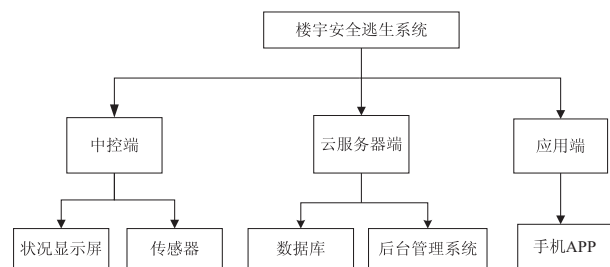 楼宇安全逃生系统
中控端
云服务器端
应用端
状况显示屏
传感器
数据库
后台管理系统
手机APP